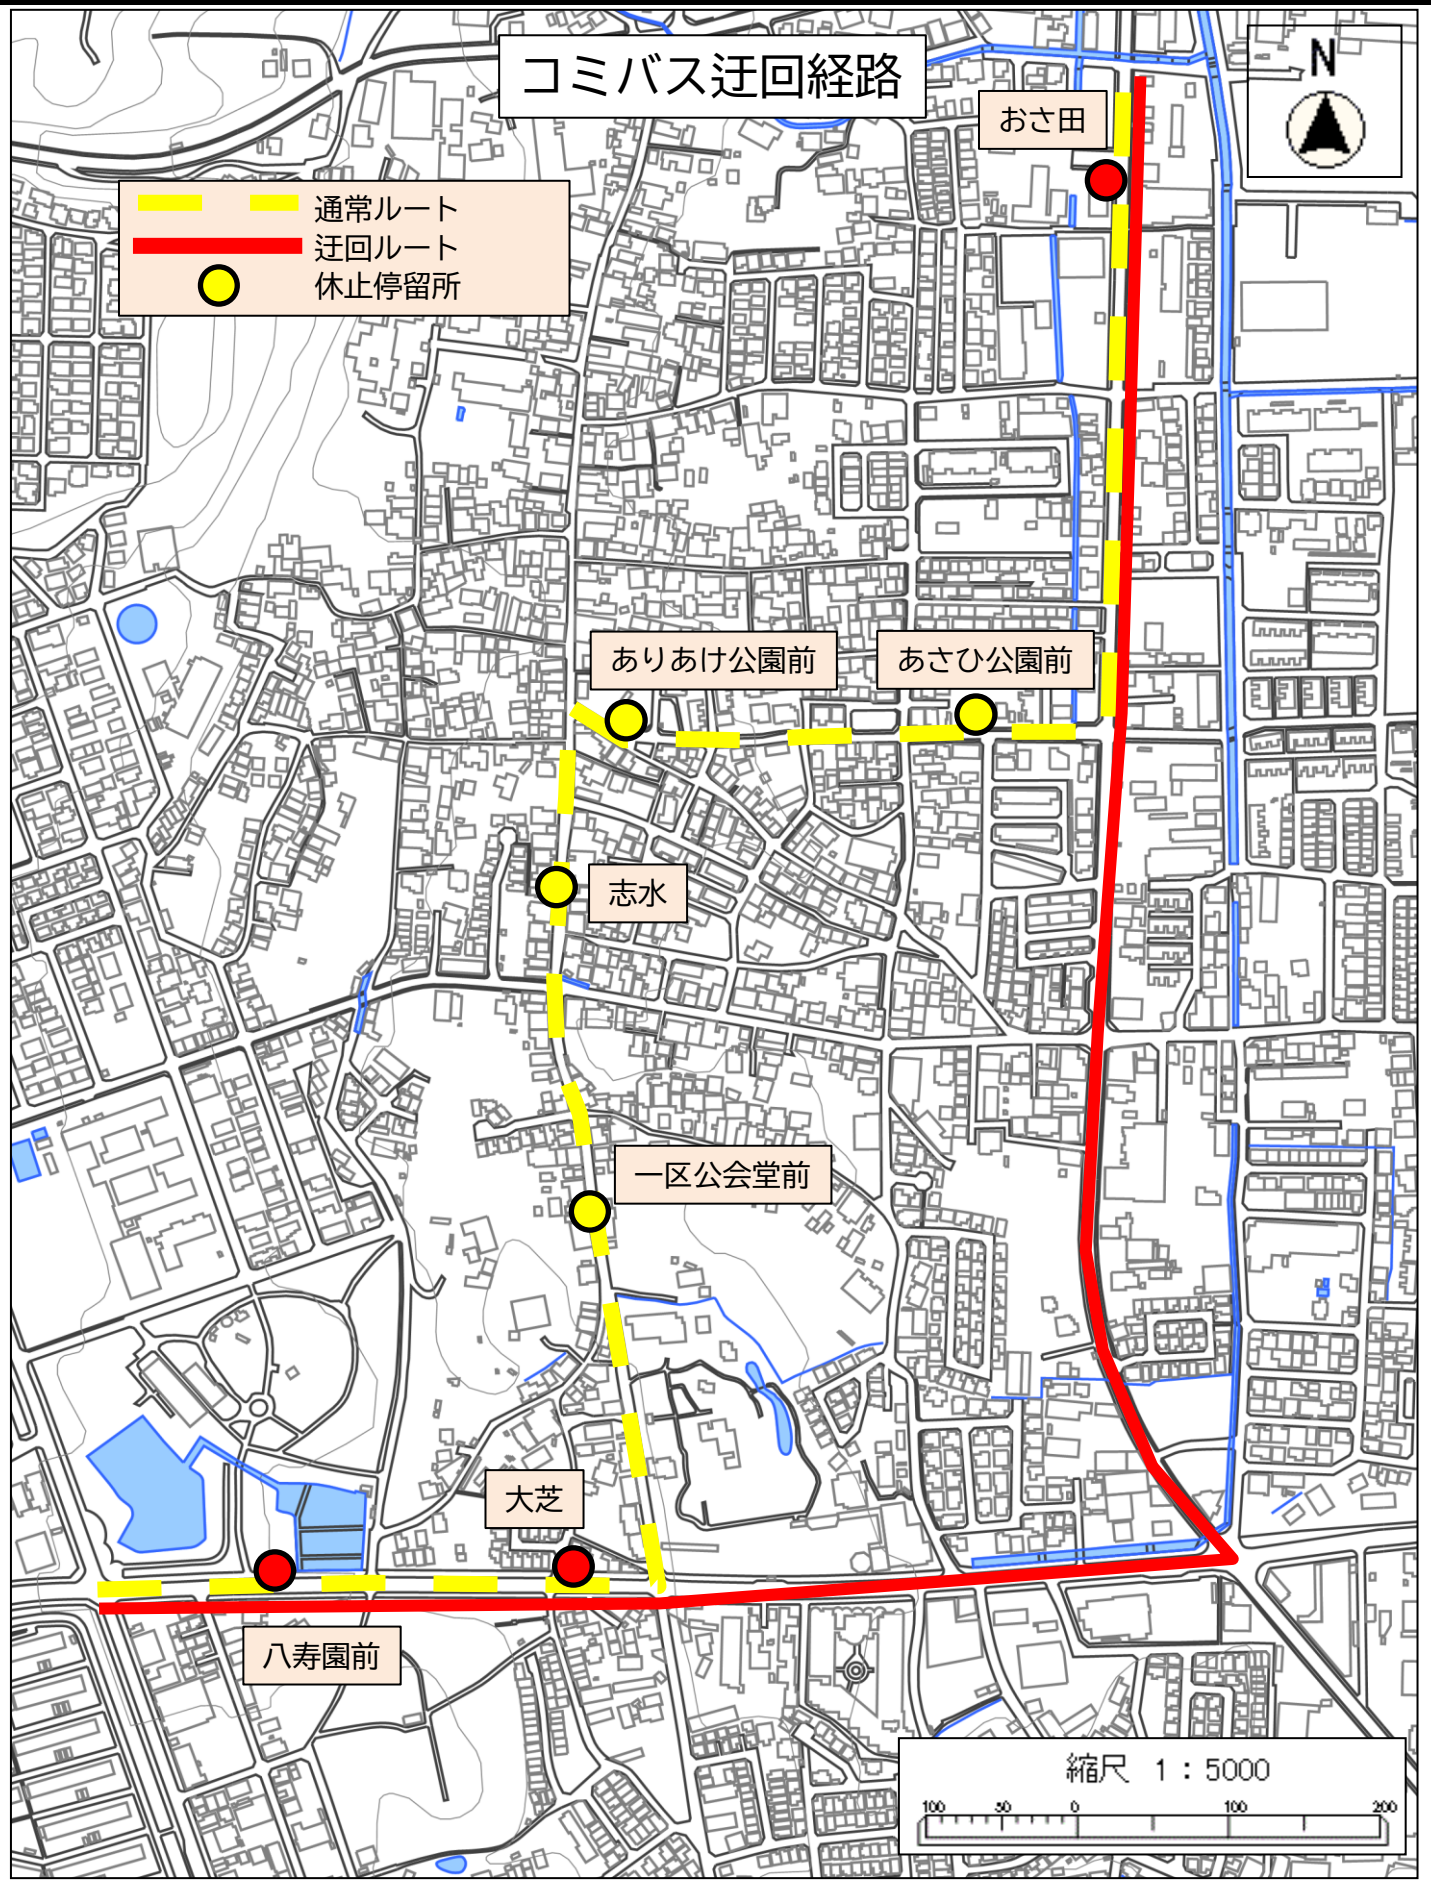 コミバス迂回経路
N
おさ田
通常ルート
迂回ルート
休止停留所
ありあけ公園前
あさひ公園前
志水
一区公会堂前
大芝
八寿園前
縮尺 1:5000
100 50 0 100 200